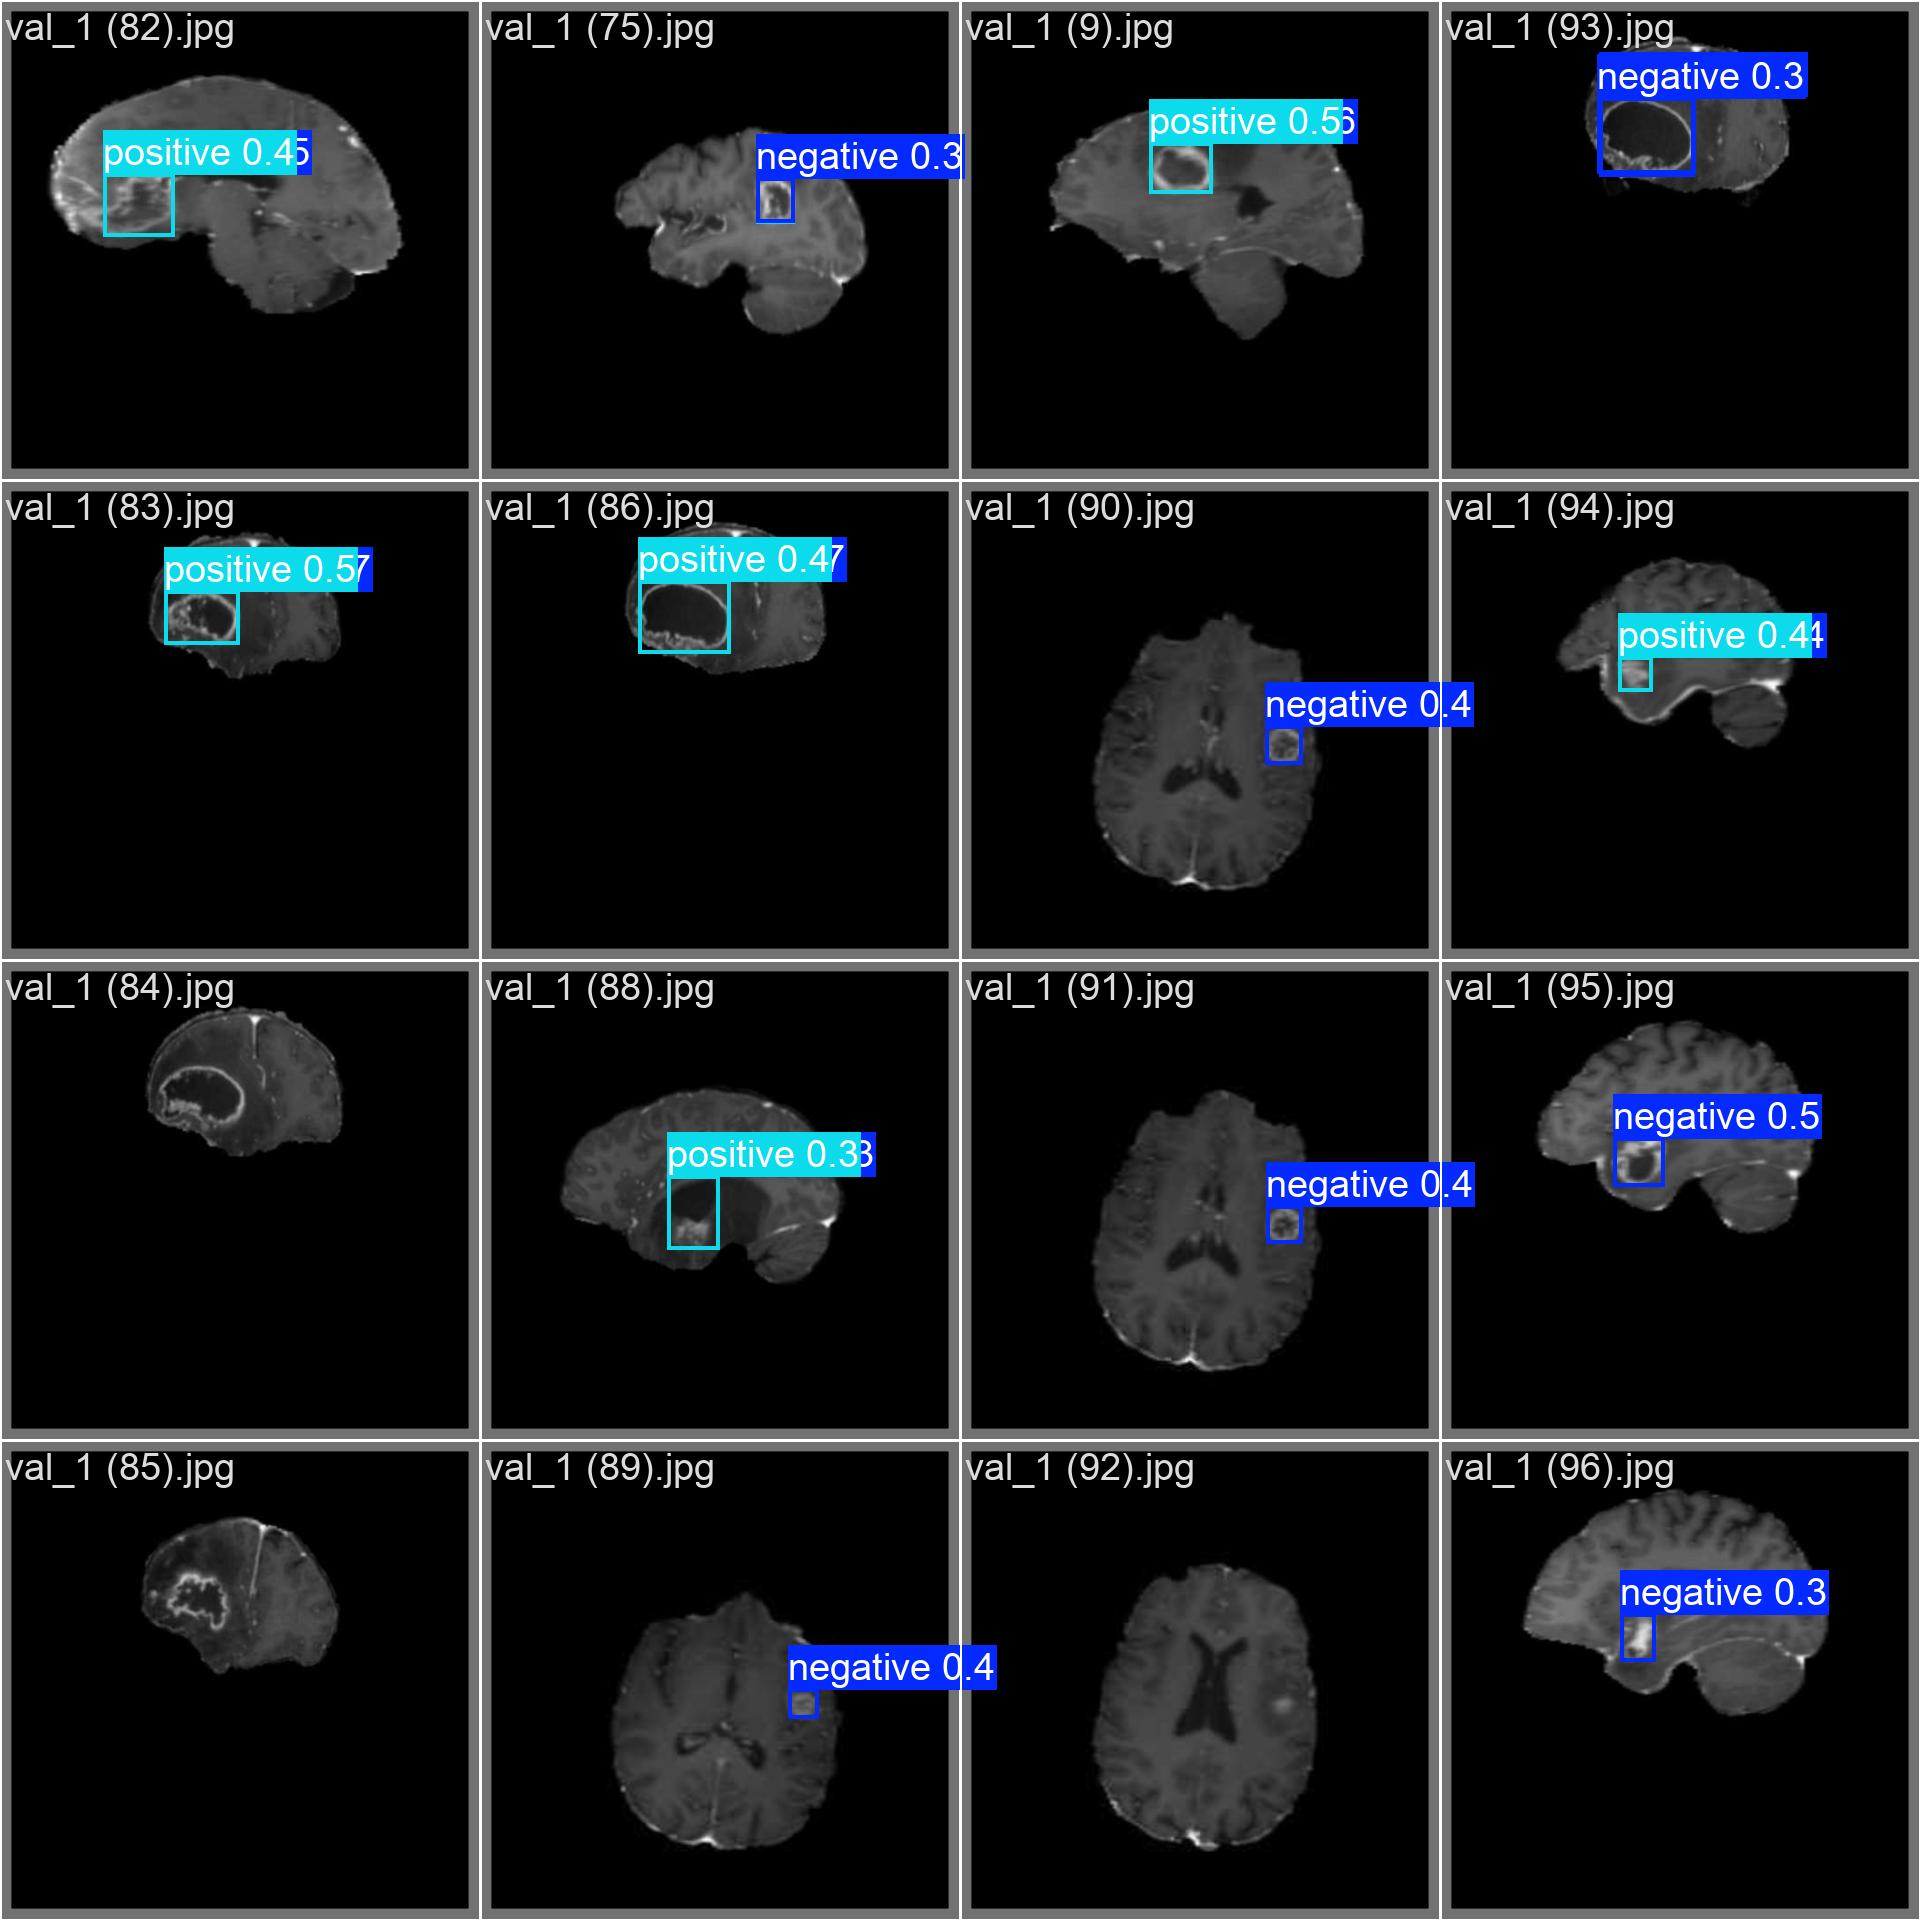 val_1 (82).jpg
positive 0.45
val_1 (75).jpg
negative 0.3
val_1 (9).jpg
positive 0.56
val_1 (93).jpg
negative 0.3
val_1 (83).jpg
positive 0.57
val_1 (86).jpg
positive 0.47
val_1 (90).jpg
negative 0.4
val_1 (94).jpg
positive 0.44
val_1 (84).jpg
val_1 (88).jpg
positive 0.33
val_1 (91).jpg
negative 0.4
val_1 (95).jpg
negative 0.5
val_1 (85).jpg
val_1 (89).jpg
negative 0.4
val_1 (92).jpg
val_1 (96).jpg
negative 0.3